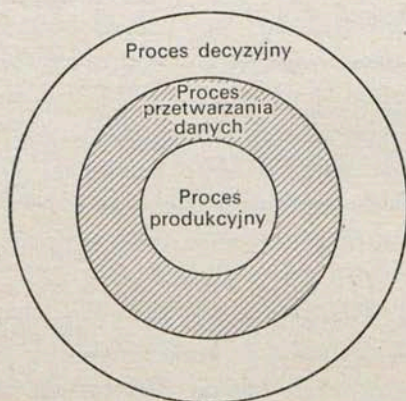 Proces decyzyjny
Proces
przetwarzania
danych
Proces
produkcyjny